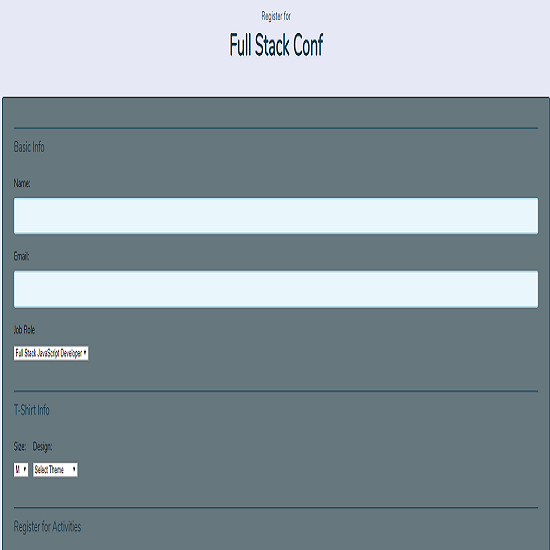 Register for
Full Stack Conf
Basic Info
Name:
Email:
Job Role
Full Stack JavaScript Developer
T-Shirt Info
Size: Design:
M Select Theme
Register for Activities